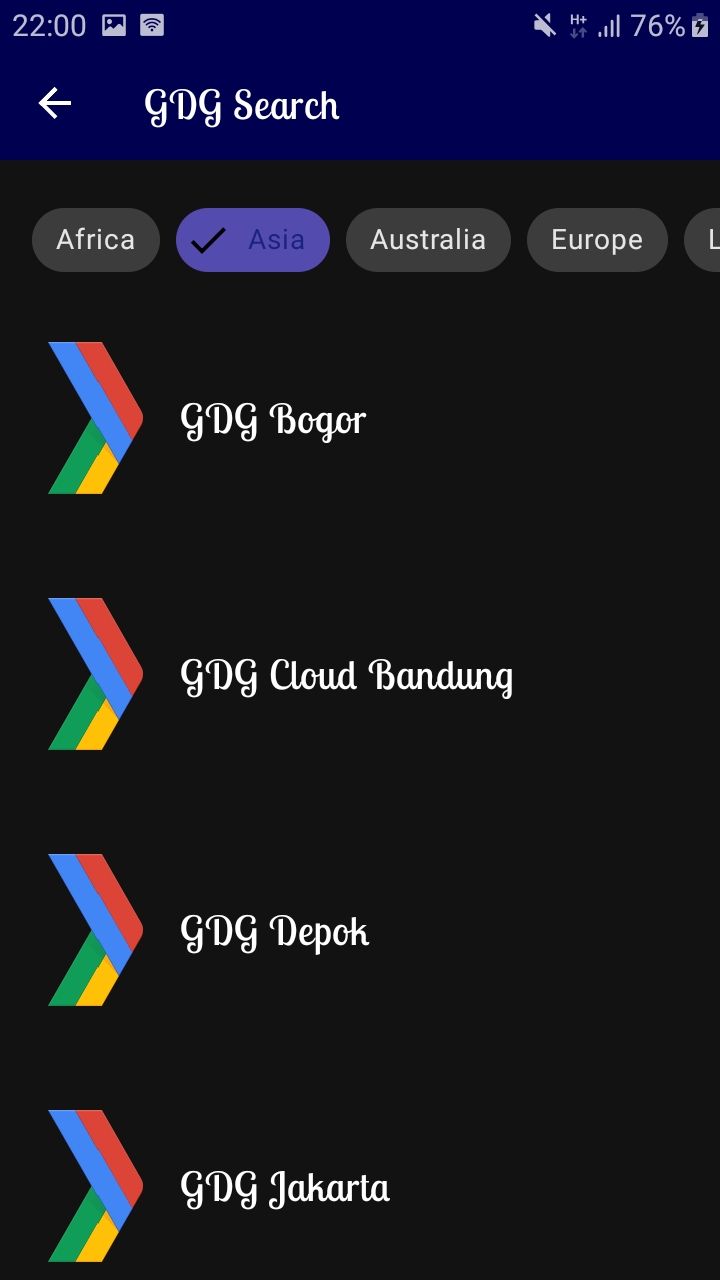 22:00 H+ 76%
GDG Search
Africa Asia Australia Europe L
GDG Bogor
GDG Cloud Bandung
GDG Depok
GDG Jakarta